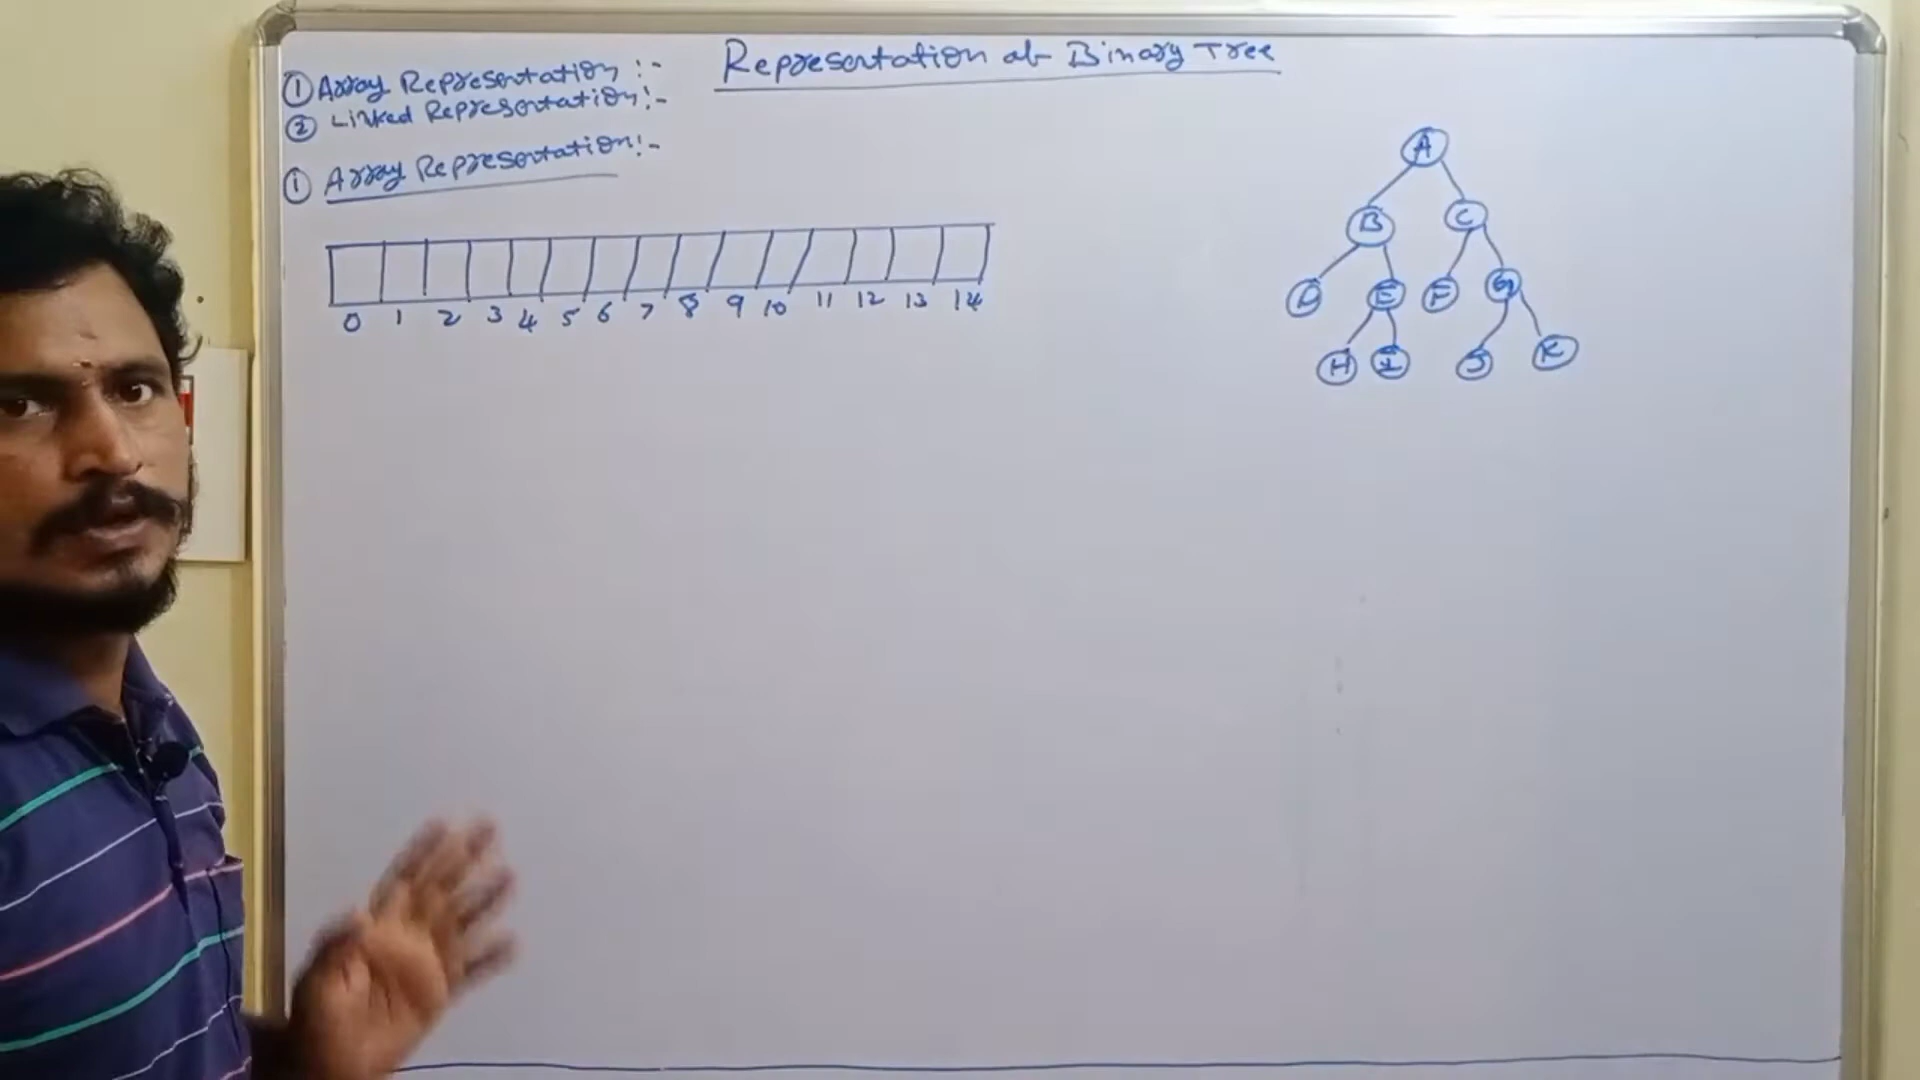 Representation of Binary Tree
① Array Representation :-
② Linked Representation :-
① Array Representation :-
0 1 2 3 4 5 6 7 8 9 10 11 12 13 14
A
B C
D E F G
H I J K